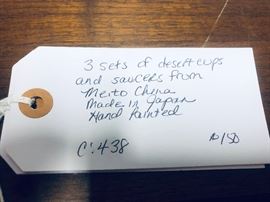 3 sets of desert cups
and saucers from
Meito China
Made in Japan
Hand Painted
C: 438
$150